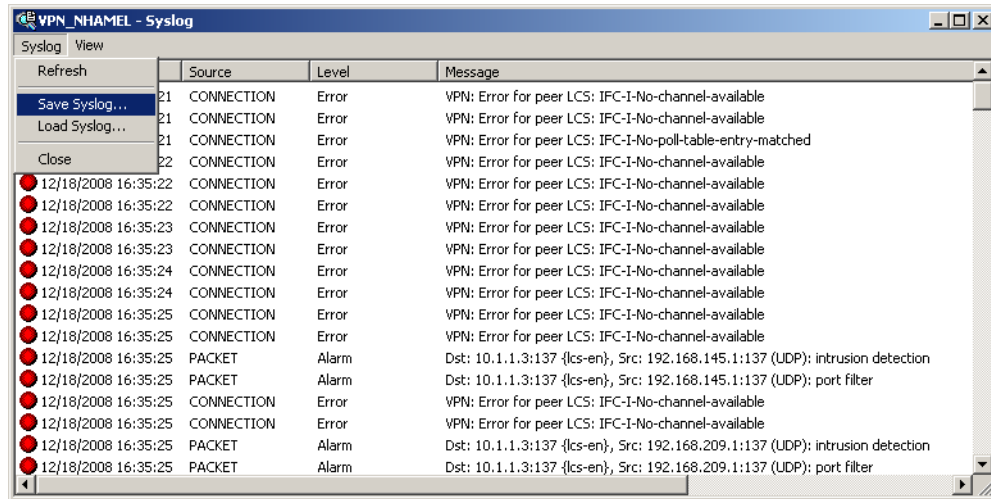 VPN_NHAMEL - Syslog
Syslog View
Refresh
Save Syslog...
Load Syslog...
Close
Source Level Message
21 CONNECTION Error VPN: Error for peer LCS: IFC-I-No-channel-available
21 CONNECTION Error VPN: Error for peer LCS: IFC-I-No-channel-available
21 CONNECTION Error VPN: Error for peer LCS: IFC-I-No-poll-table-entry-matched
22 CONNECTION Error VPN: Error for peer LCS: IFC-I-No-channel-available
12/18/2008 16:35:22 CONNECTION Error VPN: Error for peer LCS: IFC-I-No-channel-available
12/18/2008 16:35:22 CONNECTION Error VPN: Error for peer LCS: IFC-I-No-channel-available
12/18/2008 16:35:23 CONNECTION Error VPN: Error for peer LCS: IFC-I-No-channel-available
12/18/2008 16:35:23 CONNECTION Error VPN: Error for peer LCS: IFC-I-No-channel-available
12/18/2008 16:35:24 CONNECTION Error VPN: Error for peer LCS: IFC-I-No-channel-available
12/18/2008 16:35:24 CONNECTION Error VPN: Error for peer LCS: IFC-I-No-channel-available
12/18/2008 16:35:25 CONNECTION Error VPN: Error for peer LCS: IFC-I-No-channel-available
12/18/2008 16:35:25 CONNECTION Error VPN: Error for peer LCS: IFC-I-No-channel-available
12/18/2008 16:35:25 PACKET Alarm Dst: 10.1.1.3:137 {lcs-en}, Src: 192.168.145.1:137 (UDP): intrusion detection
12/18/2008 16:35:25 PACKET Alarm Dst: 10.1.1.3:137 {lcs-en}, Src: 192.168.145.1:137 (UDP): port filter
12/18/2008 16:35:25 CONNECTION Error VPN: Error for peer LCS: IFC-I-No-channel-available
12/18/2008 16:35:25 CONNECTION Error VPN: Error for peer LCS: IFC-I-No-channel-available
12/18/2008 16:35:25 PACKET Alarm Dst: 10.1.1.3:137 {lcs-en}, Src: 192.168.209.1:137 (UDP): intrusion detection
12/18/2008 16:35:25 PACKET Alarm Dst: 10.1.1.3:137 {lcs-en}, Src: 192.168.209.1:137 (UDP): port filter